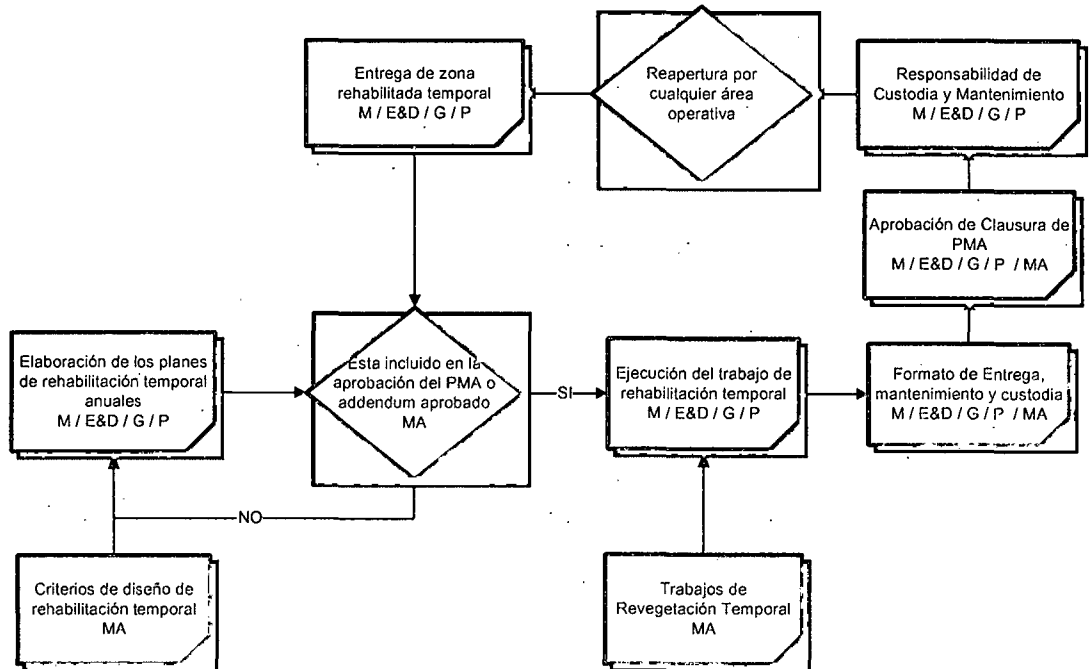 Entrega de zona
rehabilitada temporal
M / E&D / G / P
Reapertura por
cualquier área
operativa
Responsabilidad de
Custodia y Mantenimiento
M / E&D / G / P
Aprobación de Clausura de
PMA
M / E&D / G / P / MA
Elaboración de los planes
de rehabilitación temporal
anuales
M / E&D / G / P
Esta incluido en la
aprobación del PMA o
addendum aprobado
MA
SI
Ejecución del trabajo de
rehabilitación temporal
M / E&D / G / P
Formato de Entrega,
mantenimiento y custodia
M / E&D / G / P / MA
NO
Criterios de diseño de
rehabilitación temporal
MA
Trabajos de
Revegetación Temporal
MA